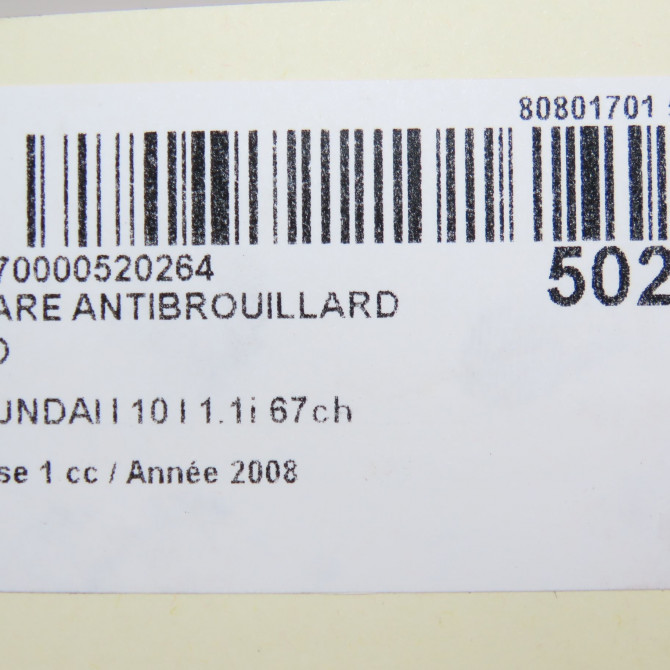 80801701
70000520264
502
ARE ANTIBROUILLARD
UNDAI I 10 I 1.1i 67ch
se 1 cc / Année 2008